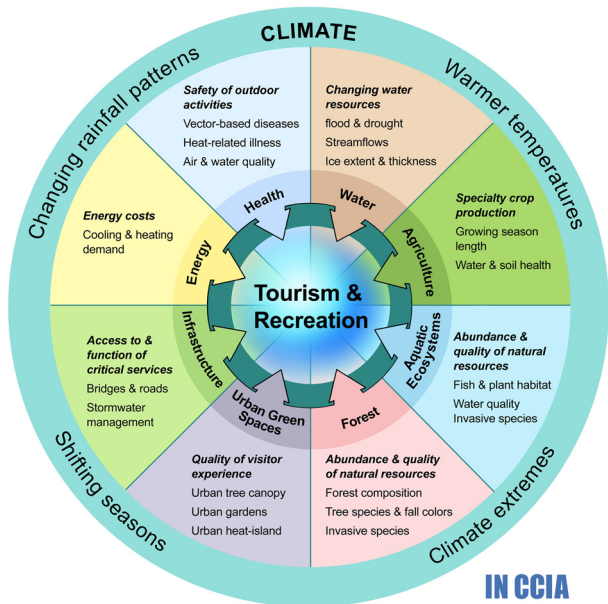 CLIMATE
Changing rainfall patterns
Warmer temperatures
Safety of outdoor
activities
Vector-based diseases
Heat-related illness
Air & water quality
Changing water
resources
flood & drought
Streamflows
Ice extent & thickness
Energy costs
Cooling & heating
demand
Specialty crop
production
Growing season
length
Water & soil health
Health
Water
Energy
Agriculture
Tourism &
Recreation
Infrastructure
Aquatic
Ecosystems
Urban Green
Spaces
Forest
Access to &
function of
critical services
Bridges & roads
Stormwater
management
Abundance &
quality of natural
resources
Fish & plant habitat
Water quality
Invasive species
Quality of visitor
experience
Urban tree canopy
Urban gardens
Urban heat-island
Abundance & quality
of natural resources
Forest composition
Tree species & fall colors
Invasive species
Shifting seasons
Climate extremes
IN CCIA